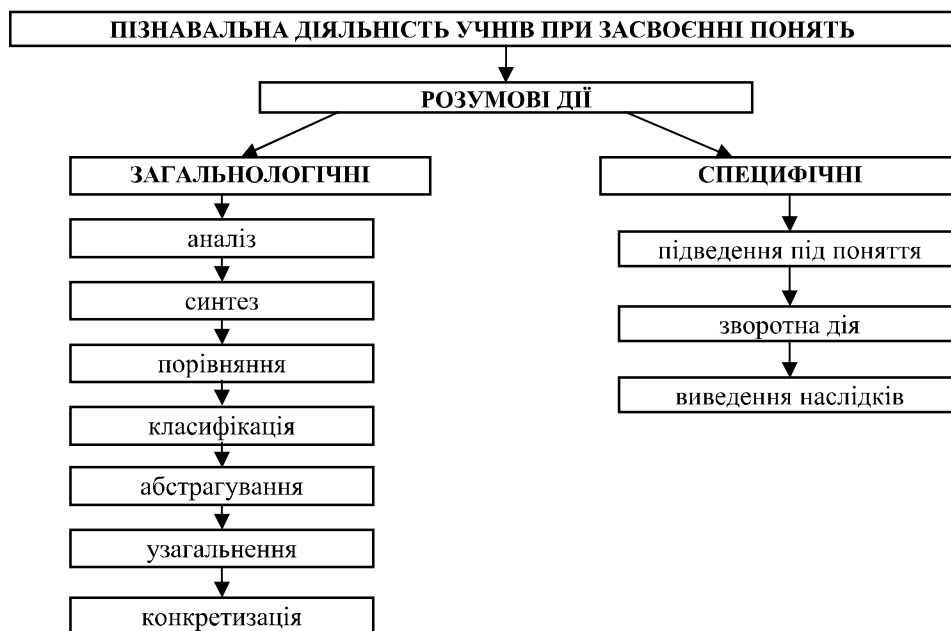 ПІЗНАВАЛЬНА ДІЯЛЬНІСТЬ УЧНІВ ПРИ ЗАСВОЄННІ ПОНЯТЬ
РОЗУМОВІ ДІЇ
ЗАГАЛЬНОЛОГІЧНІ
аналіз
синтез
порівняння
класифікація
абстрагування
узагальнення
конкретизація
СПЕЦИФІЧНІ
підведення під поняття
зворотна дія
виведення наслідків